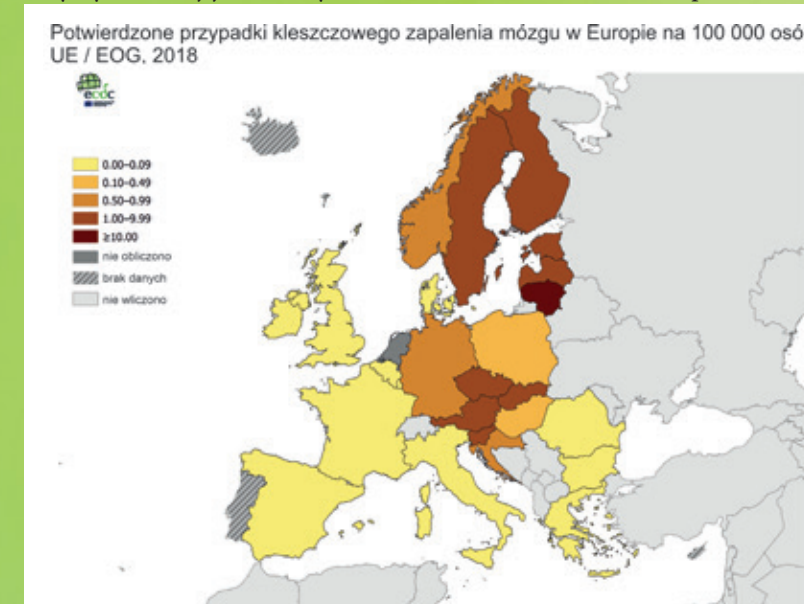 Potwierdzone przypadki kleszczowego zapalenia mózgu w Europie na 100 000 osó
UE / EOG, 2018
ecdc
0.00–0.09
0.10–0.49
0.50–0.99
1.00–9.99
≥10.00
nie obliczono
brak danych
nie wliczono